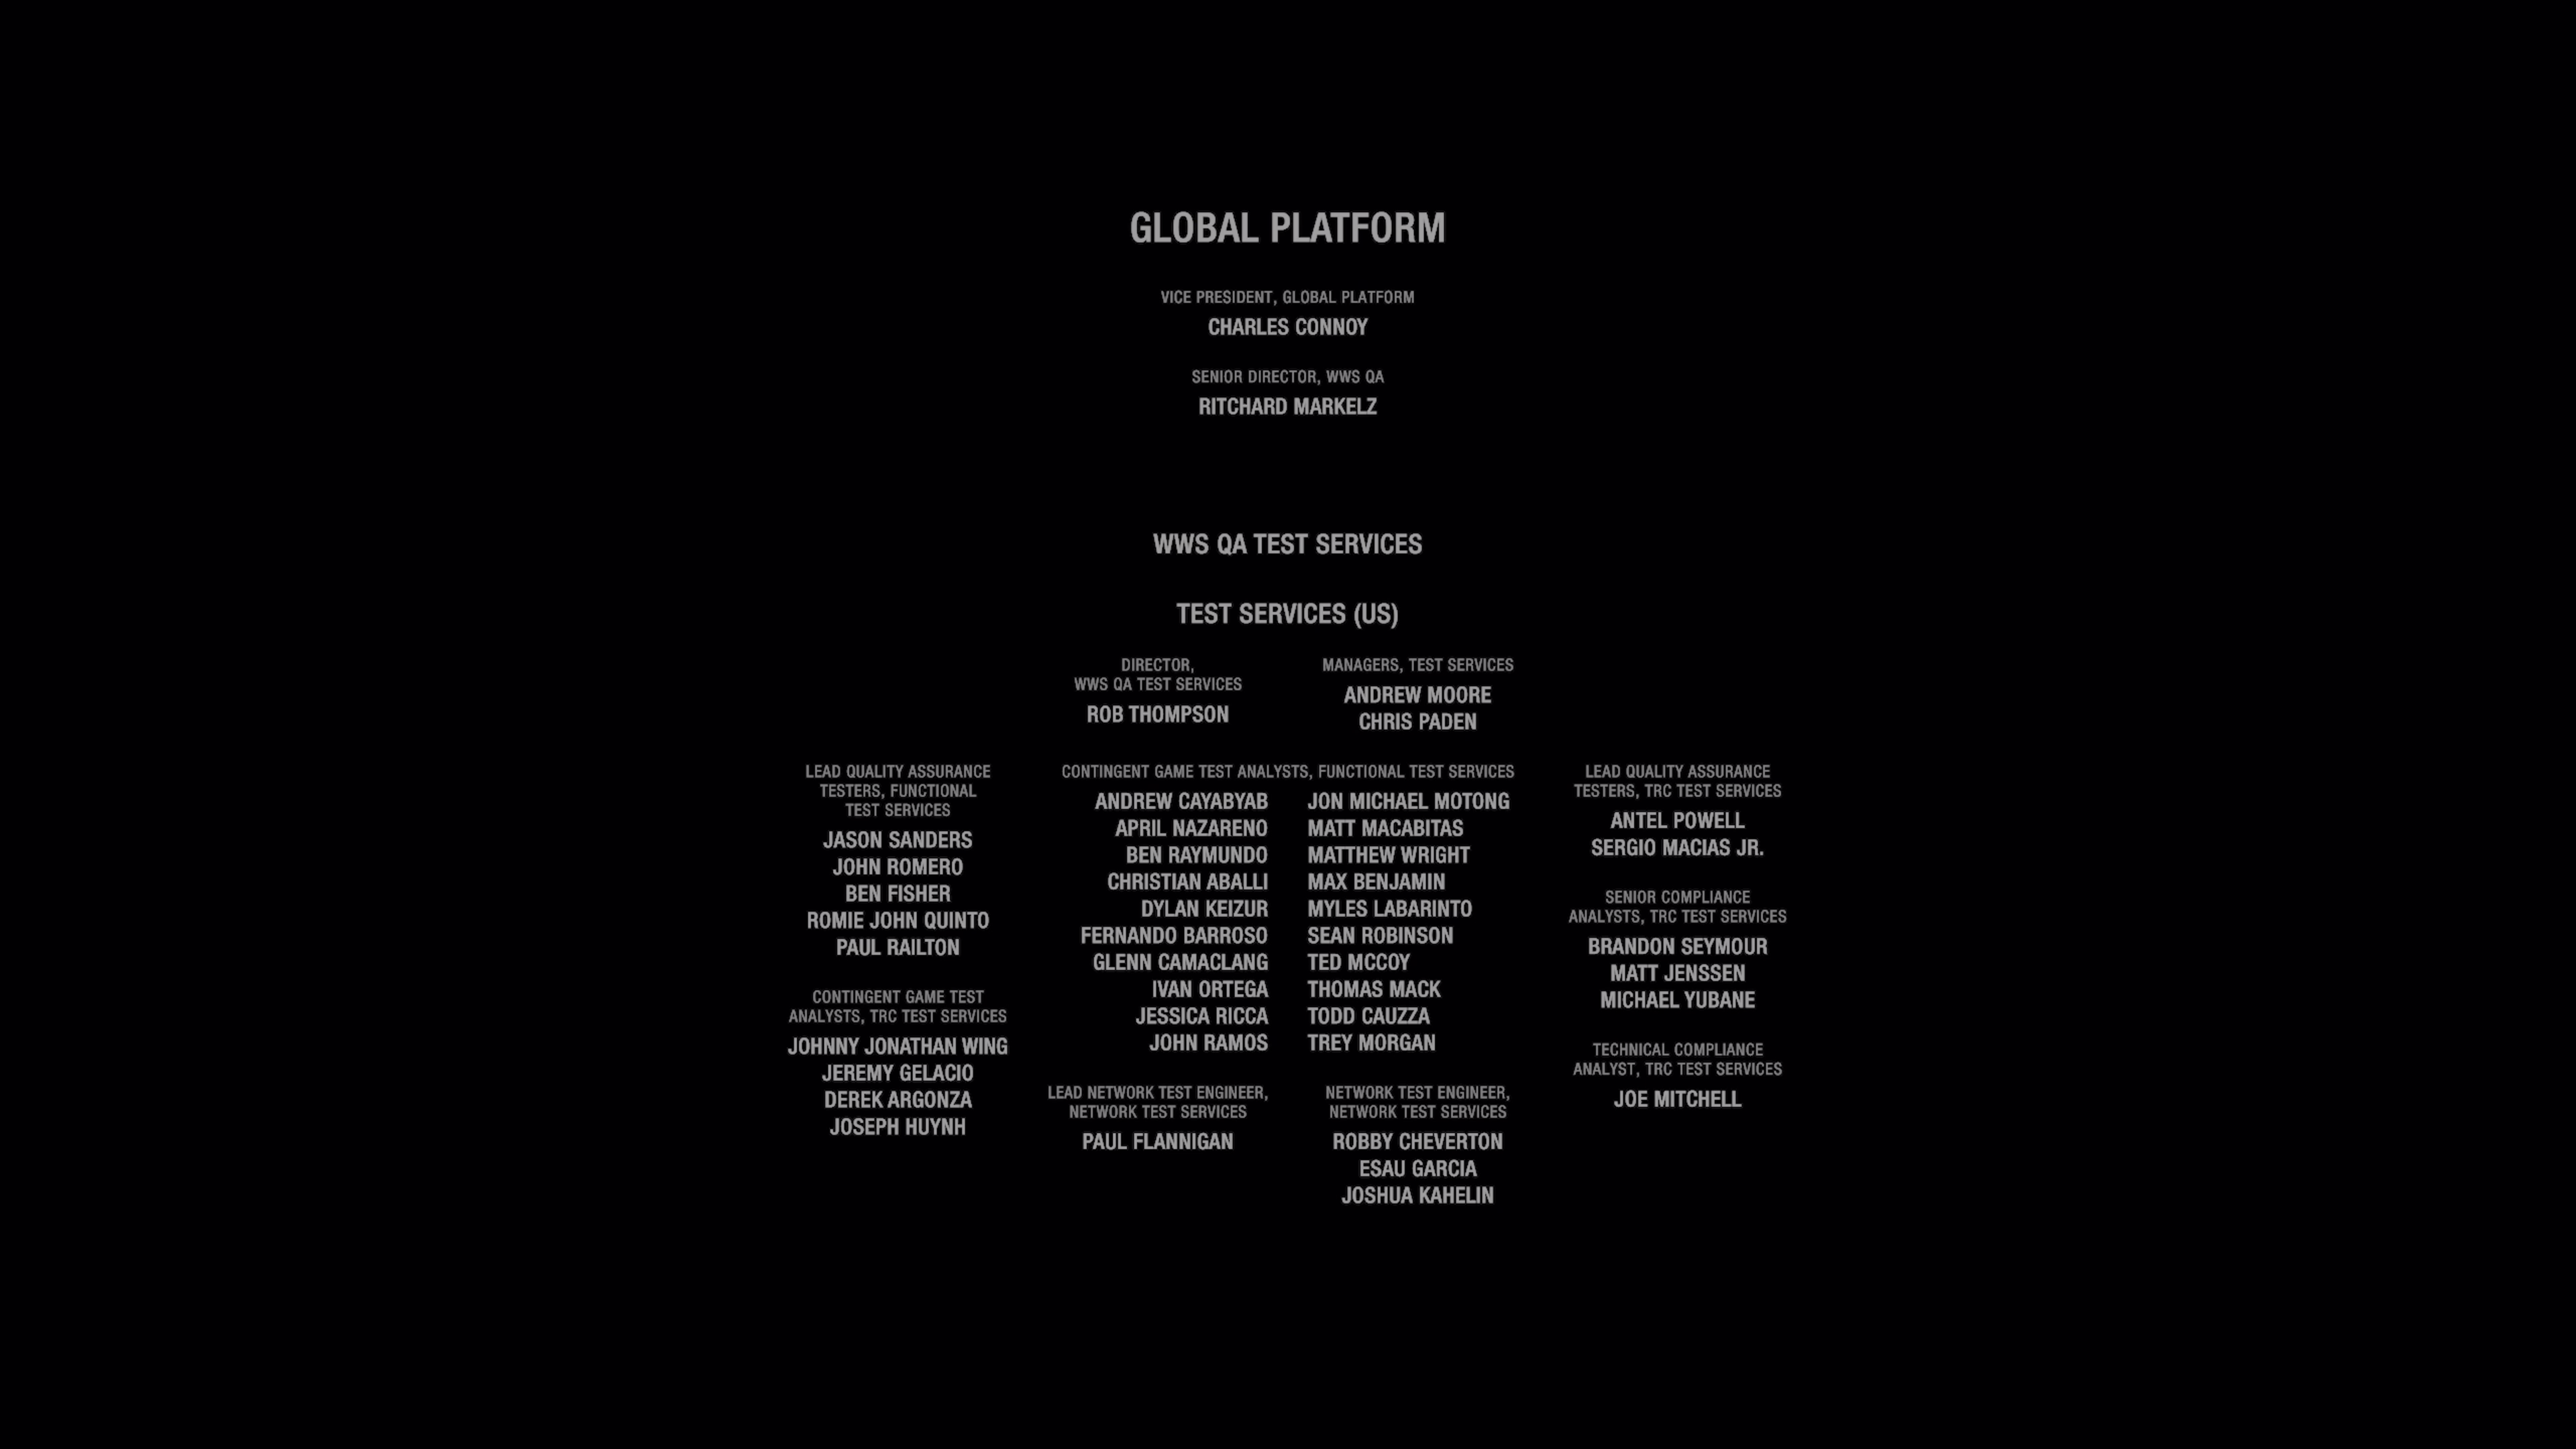 GLOBAL PLATFORM
VICE PRESIDENT, GLOBAL PLATFORM
CHARLES CONNOY
SENIOR DIRECTOR, WWS QA
RITCHARD MARKELZ
WWS QA TEST SERVICES
TEST SERVICES (US)
DIRECTOR,
WWS QA TEST SERVICES
ROB THOMPSON
MANAGERS, TEST SERVICES
ANDREW MOORE
CHRIS PADEN
LEAD QUALITY ASSURANCE
TESTERS, FUNCTIONAL
TEST SERVICES
JASON SANDERS
JOHN ROMERO
BEN FISHER
ROMIE JOHN QUINTO
PAUL RAILTON
CONTINGENT GAME TEST
ANALYSTS, TRC TEST SERVICES
JOHNNY JONATHAN WING
JEREMY GELACIO
DEREK ARGONZA
JOSEPH HUYNH
CONTINGENT GAME TEST ANALYSTS, FUNCTIONAL TEST SERVICES
ANDREW CAYABYAB
APRIL NAZARENO
BEN RAYMUNDO
CHRISTIAN ABALLI
DYLAN KEIZUR
FERNANDO BARROSO
GLENN CAMACLANG
IVAN ORTEGA
JESSICA RICCA
JOHN RAMOS
JON MICHAEL MOTONG
MATT MACABITAS
MATTHEW WRIGHT
MAX BENJAMIN
MYLES LABARINTO
SEAN ROBINSON
TED MCCOY
THOMAS MACK
TODD CAUZZA
TREY MORGAN
LEAD NETWORK TEST ENGINEER,
NETWORK TEST SERVICES
PAUL FLANNIGAN
NETWORK TEST ENGINEER,
NETWORK TEST SERVICES
ROBBY CHEVERTON
ESAU GARCIA
JOSHUA KAHELIN
LEAD QUALITY ASSURANCE
TESTERS, TRC TEST SERVICES
ANTEL POWELL
SERGIO MACIAS JR.
SENIOR COMPLIANCE
ANALYSTS, TRC TEST SERVICES
BRANDON SEYMOUR
MATT JENSSEN
MICHAEL YUBANE
TECHNICAL COMPLIANCE
ANALYST, TRC TEST SERVICES
JOE MITCHELL